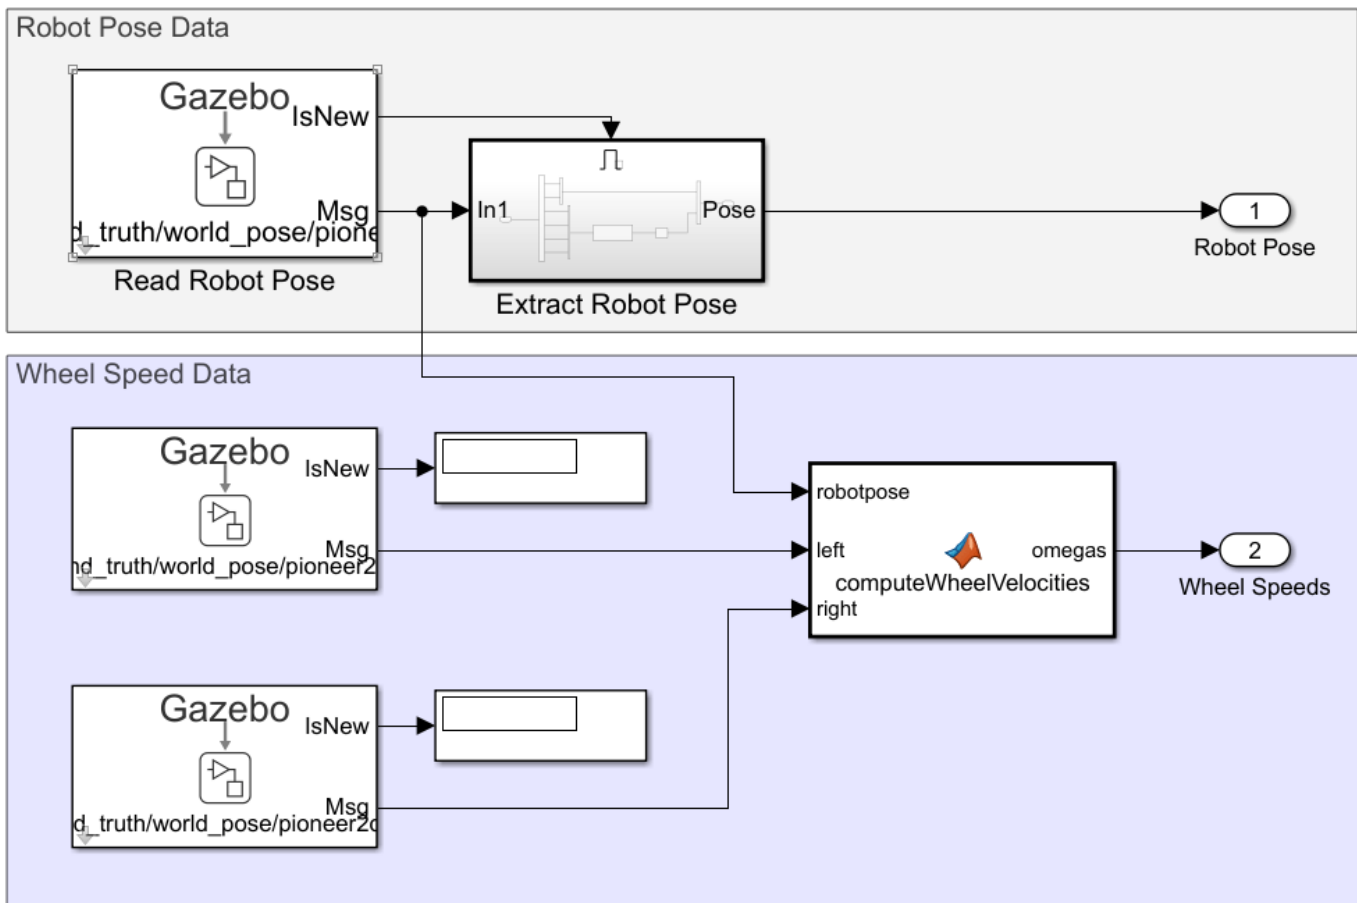 Robot Pose Data
Gazebo
IsNew
Msg
d_truth/world_pose/pione
Read Robot Pose
In1
Pose
Extract Robot Pose
1
Robot Pose
Wheel Speed Data
Gazebo
IsNew
Msg
nd_truth/world_pose/pioneer2
robotpose
left
right
omegas
computeWheelVelocities
2
Wheel Speeds
Gazebo
IsNew
Msg
d_truth/world_pose/pioneer2d